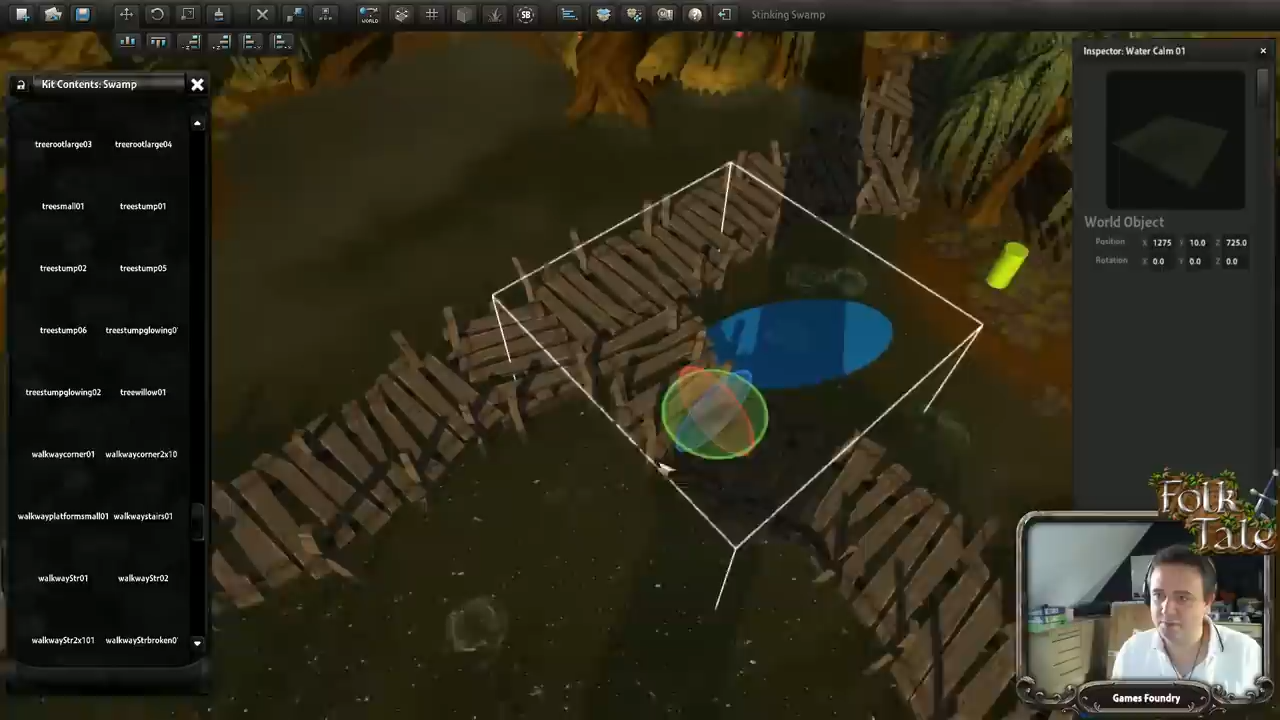 WORLD
SB
Stinking Swamp
Kit Contents: Swamp
treerootlarge03 treerootlarge04
treesmall01 treestump01
treestump02 treestump05
treestump06 treestumpglowing0
treestumpglowing02 treewillow01
walkwaycorner01 walkwaycorner2x10
walkwayplatformsmall01 walkwaystairs01
walkwayStr01 walkwayStr02
walkwayStr2x101 walkwayStrbroken0
Inspector: Water Calm 01
World Object
Position X 1275 Y 10.0 Z 725.0
Rotation X 0.0 Y 0.0 Z 0.0
Folk
Tale
Games Foundry